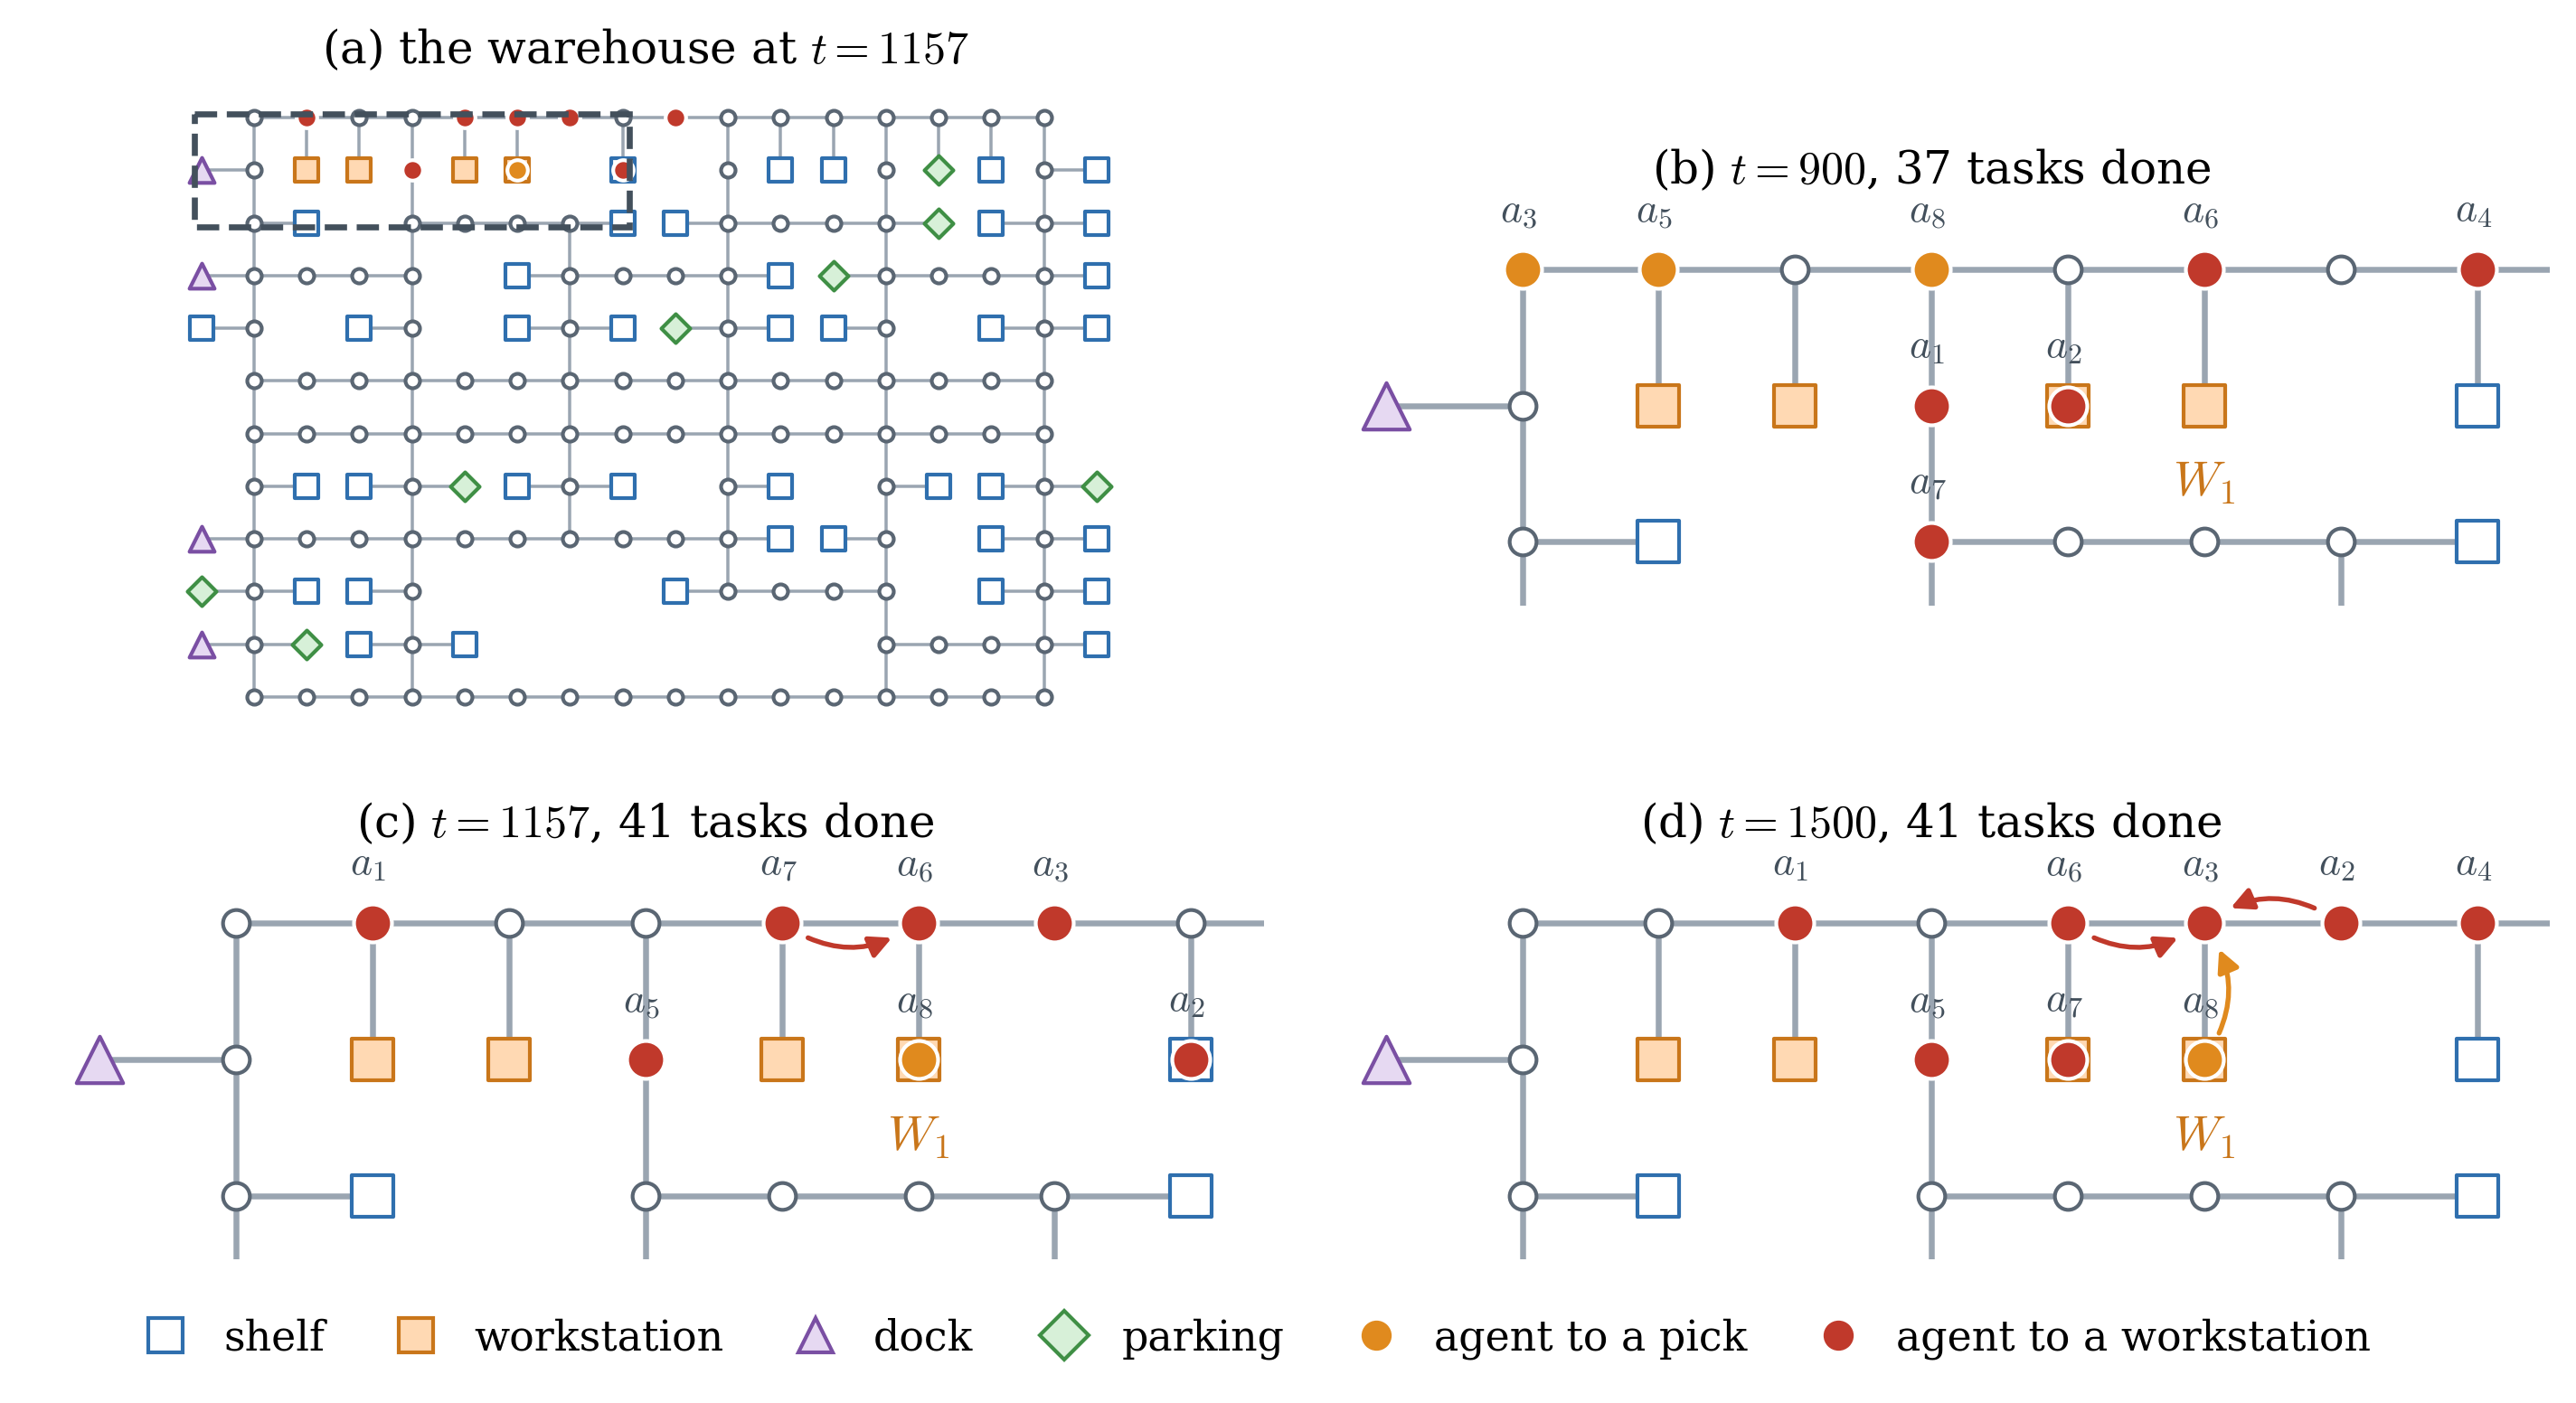 (a) the warehouse at t = 1157
(b) t = 900, 37 tasks done
a₃ a₅ a₈ a₆ a₄
a₁ a₂
a₇ W₁
(c) t = 1157, 41 tasks done
a₁ a₇ a₆ a₃
a₅ a₈ a₂
W₁
(d) t = 1500, 41 tasks done
a₁ a₆ a₃ a₂ a₄
a₅ a₇ a₈
W₁
shelf workstation dock parking agent to a pick agent to a workstation